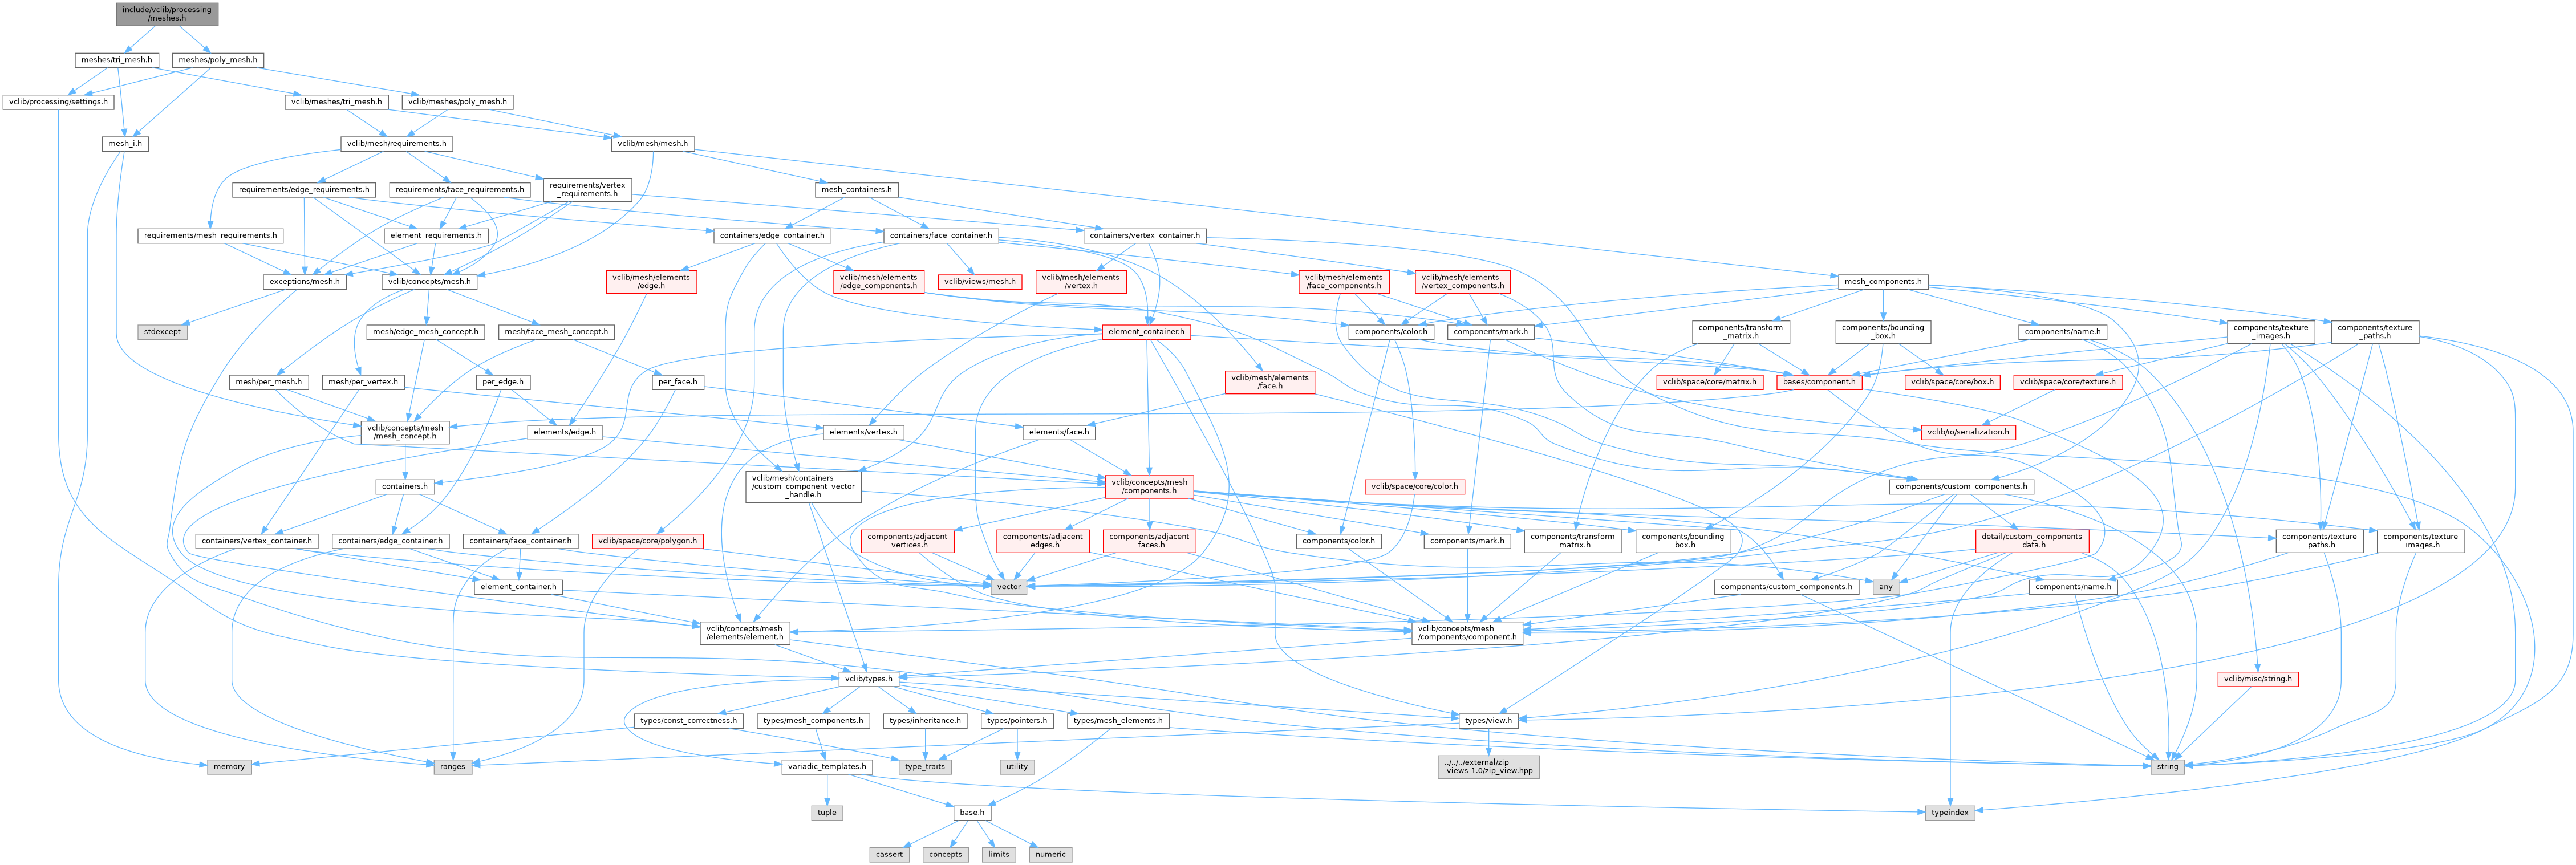 include/vclib/processing
/meshes.h
meshes/tri_mesh.h
meshes/poly_mesh.h
vclib/processing/settings.h
vclib/meshes/tri_mesh.h
vclib/meshes/poly_mesh.h
mesh_i.h
vclib/mesh/requirements.h
vclib/mesh/mesh.h
requirements/edge_requirements.h
requirements/face_requirements.h
requirements/vertex
_requirements.h
mesh_containers.h
requirements/mesh_requirements.h
element_requirements.h
containers/edge_container.h
containers/face_container.h
containers/vertex_container.h
exceptions/mesh.h
vclib/concepts/mesh.h
vclib/mesh/elements
/edge.h
vclib/mesh/elements
/edge_components.h
vclib/views/mesh.h
vclib/mesh/elements
/vertex.h
vclib/mesh/elements
/face_components.h
vclib/mesh/elements
/vertex_components.h
mesh_components.h
stdexcept
mesh/edge_mesh_concept.h
mesh/face_mesh_concept.h
element_container.h
components/color.h
components/mark.h
components/transform
_matrix.h
components/bounding
_box.h
components/name.h
components/texture
_images.h
components/texture
_paths.h
mesh/per_mesh.h
mesh/per_vertex.h
per_edge.h
per_face.h
vclib/mesh/elements
/face.h
vclib/space/core/matrix.h
bases/component.h
vclib/space/core/box.h
vclib/space/core/texture.h
vclib/concepts/mesh
/mesh_concept.h
elements/edge.h
elements/vertex.h
elements/face.h
vclib/io/serialization.h
containers.h
vclib/mesh/containers
/custom_component_vector
_handle.h
vclib/concepts/mesh
/components.h
vclib/space/core/color.h
components/custom_components.h
containers/vertex_container.h
containers/edge_container.h
containers/face_container.h
vclib/space/core/polygon.h
components/adjacent
_vertices.h
components/adjacent
_edges.h
components/adjacent
_faces.h
components/color.h
components/mark.h
components/transform
_matrix.h
components/bounding
_box.h
detail/custom_components
_data.h
components/texture
_paths.h
components/texture
_images.h
element_container.h
vector
components/custom_components.h
any
components/name.h
vclib/concepts/mesh
/elements/element.h
vclib/concepts/mesh
/components/component.h
vclib/types.h
vclib/misc/string.h
types/const_correctness.h
types/mesh_components.h
types/inheritance.h
types/pointers.h
types/mesh_elements.h
types/view.h
memory
ranges
variadic_templates.h
type_traits
utility
../../../external/zip
-views-1.0/zip_view.hpp
string
tuple
base.h
typeindex
cassert
concepts
limits
numeric